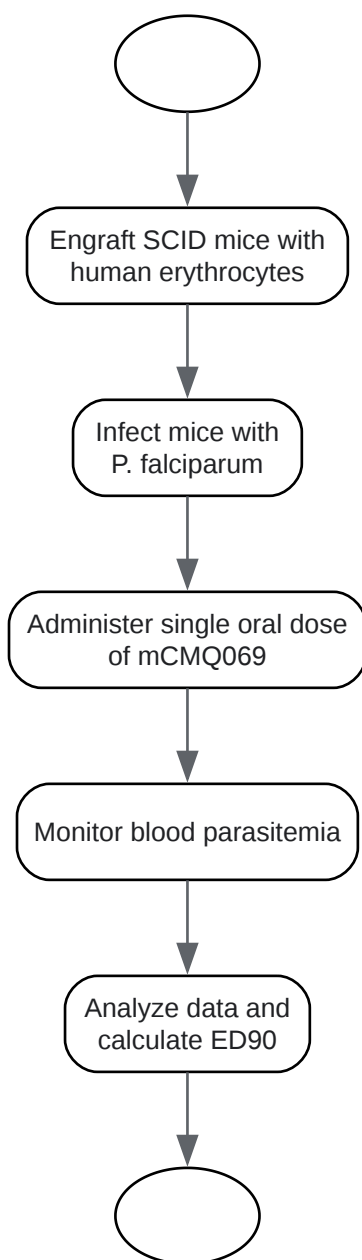 Engraft SCID mice with
human erythrocytes
Infect mice with
P. falciparum
Administer single oral dose
of mCMQ069
Monitor blood parasitemia
Analyze data and
calculate ED90